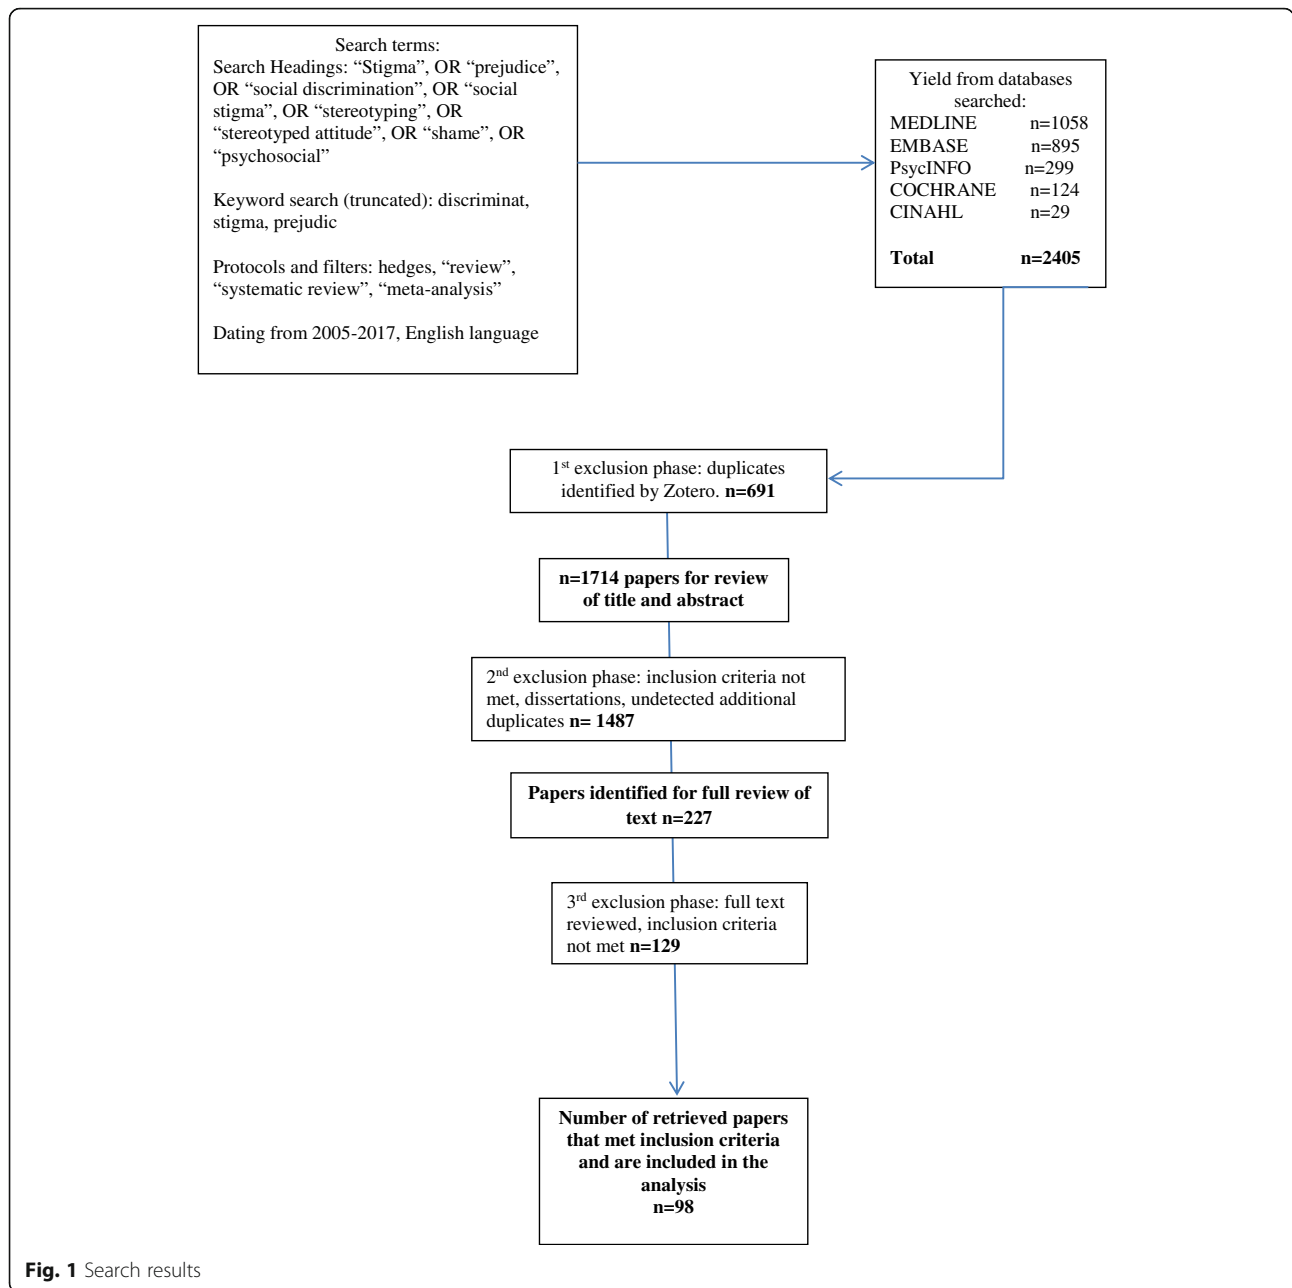 Search terms:
Search Headings: “Stigma”, OR “prejudice”,
OR “social discrimination”, OR “social
stigma”, OR “stereotyping”, OR
“stereotyped attitude”, OR “shame”, OR
“psychosocial”
Keyword search (truncated): discriminat,
stigma, prejudic
Protocols and filters: hedges, “review”,
“systematic review”, “meta-analysis”
Dating from 2005-2017, English language
Yield from databases
searched:
MEDLINE n=1058
EMBASE n=895
PsycINFO n=299
COCHRANE n=124
CINAHL n=29
Total n=2405
1st exclusion phase: duplicates
identified by Zotero. n=691
n=1714 papers for review
of title and abstract
2nd exclusion phase: inclusion criteria not
met, dissertations, undetected additional
duplicates n= 1487
Papers identified for full review of
text n=227
3rd exclusion phase: full text
reviewed, inclusion criteria
not met n=129
Number of retrieved papers
that met inclusion criteria
and are included in the
analysis
n=98
Fig. 1 Search results